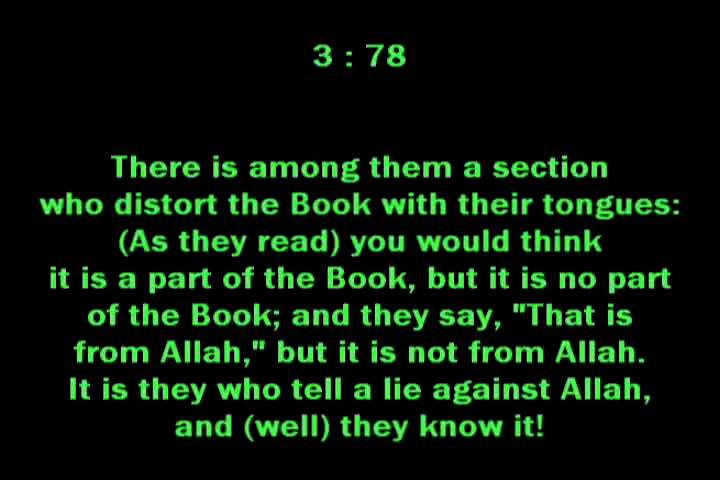 3 : 78
There is among them a section
who distort the Book with their tongues:
(As they read) you would think
it is a part of the Book, but it is no part
of the Book; and they say, "That is
from Allah," but it is not from Allah.
It is they who tell a lie against Allah,
and (well) they know it!